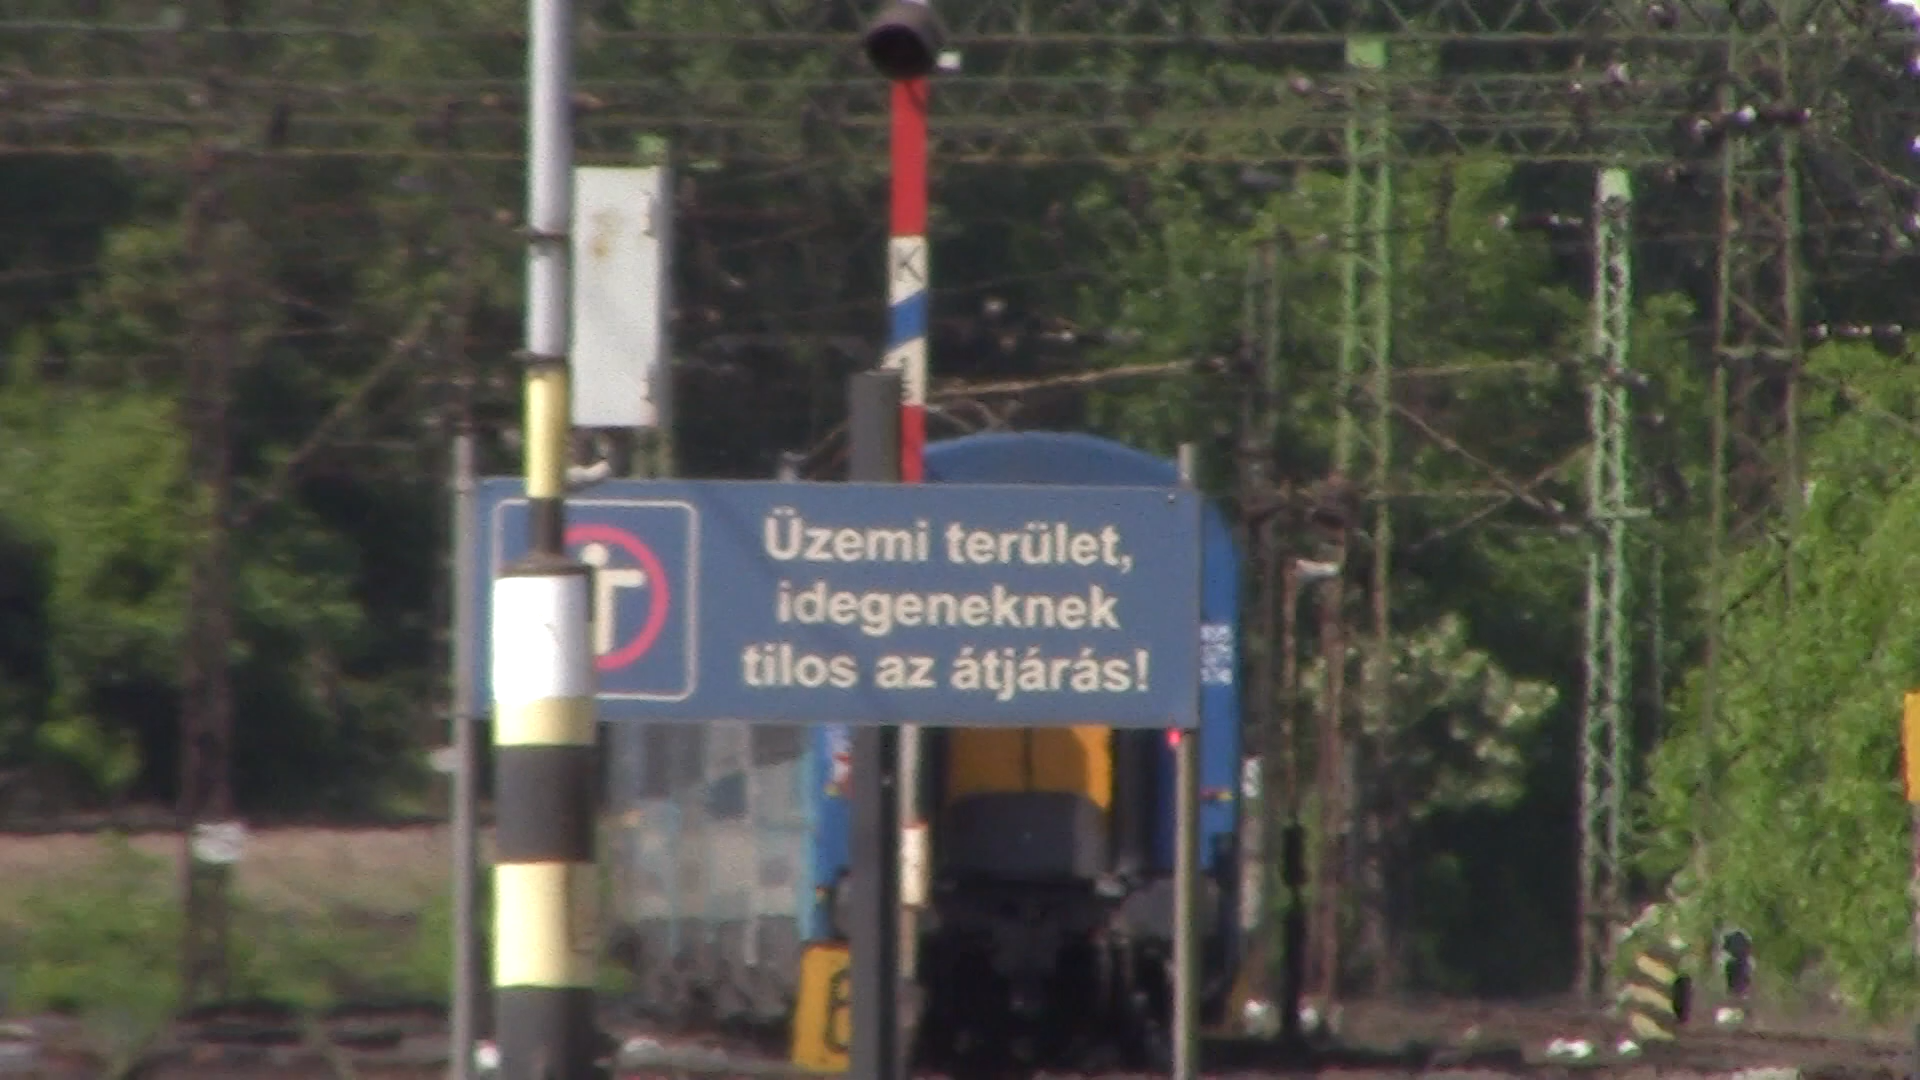 K
Üzemi terület,
idegeneknek
tilos az átjárás!